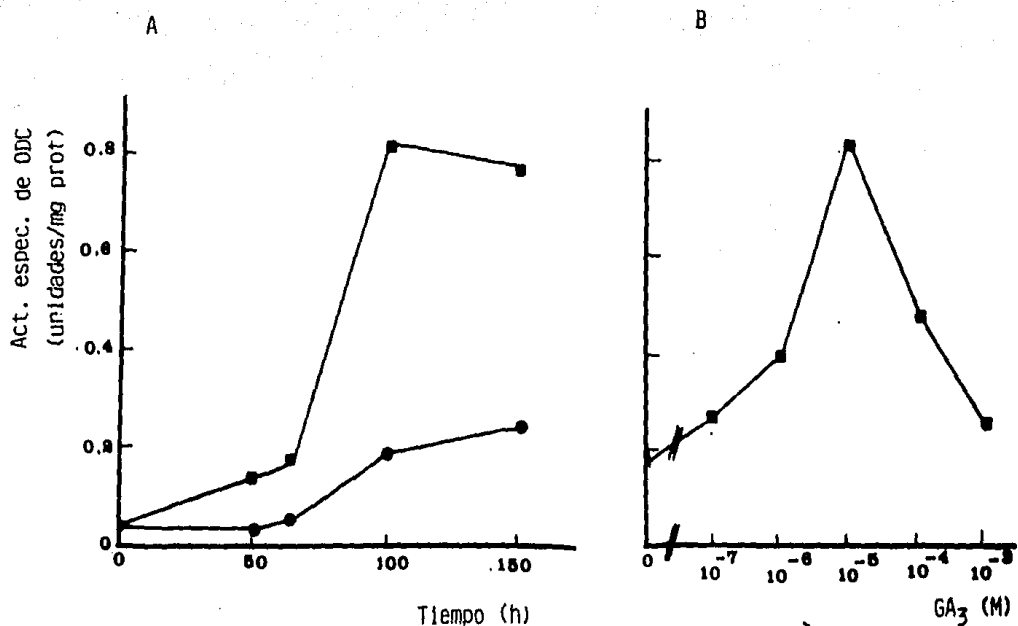 A
B
Act. espec. de ODC
(unidades/mg prot)
0.8
0.6
0.4
0.2
0
0
50
100
150
Tiempo (h)
0
10-7
10-6
10-5
10-4
10-3
GA3 (M)